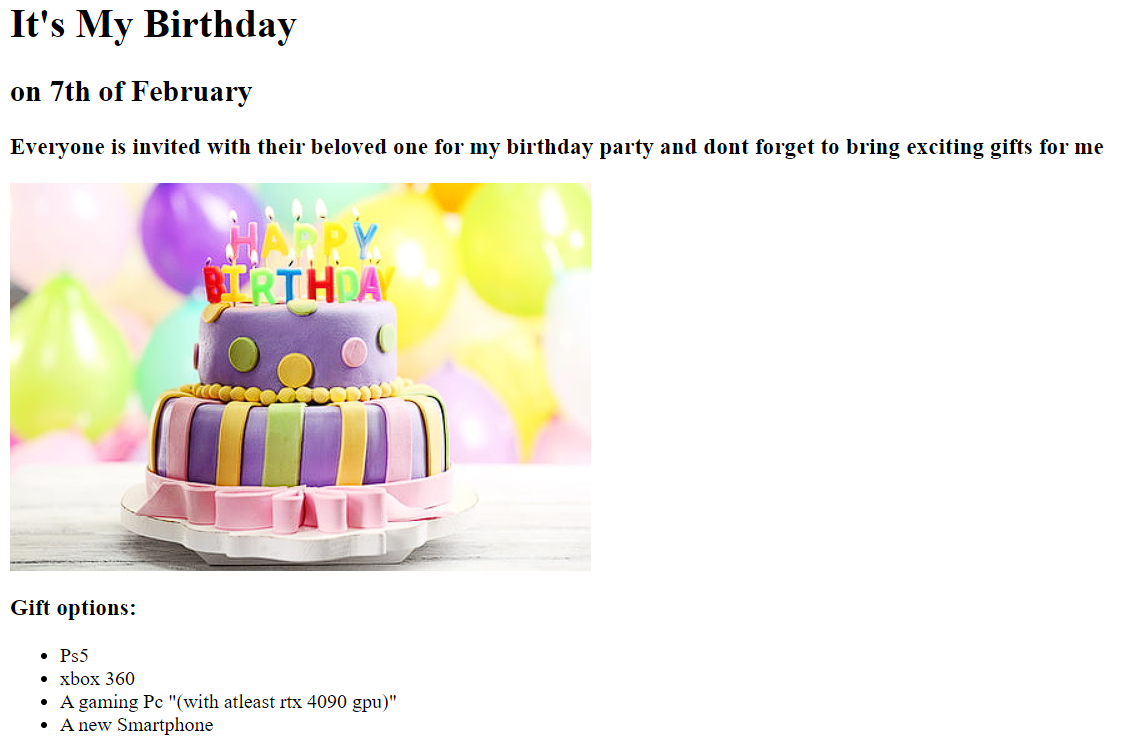 It's My Birthday
on 7th of February
Everyone is invited with their beloved one for my birthday party and dont forget to bring exciting gifts for me
HAPPY
BIRTHDAY
Gift options:
Ps5
xbox 360
A gaming Pc "(with atleast rtx 4090 gpu)"
A new Smartphone